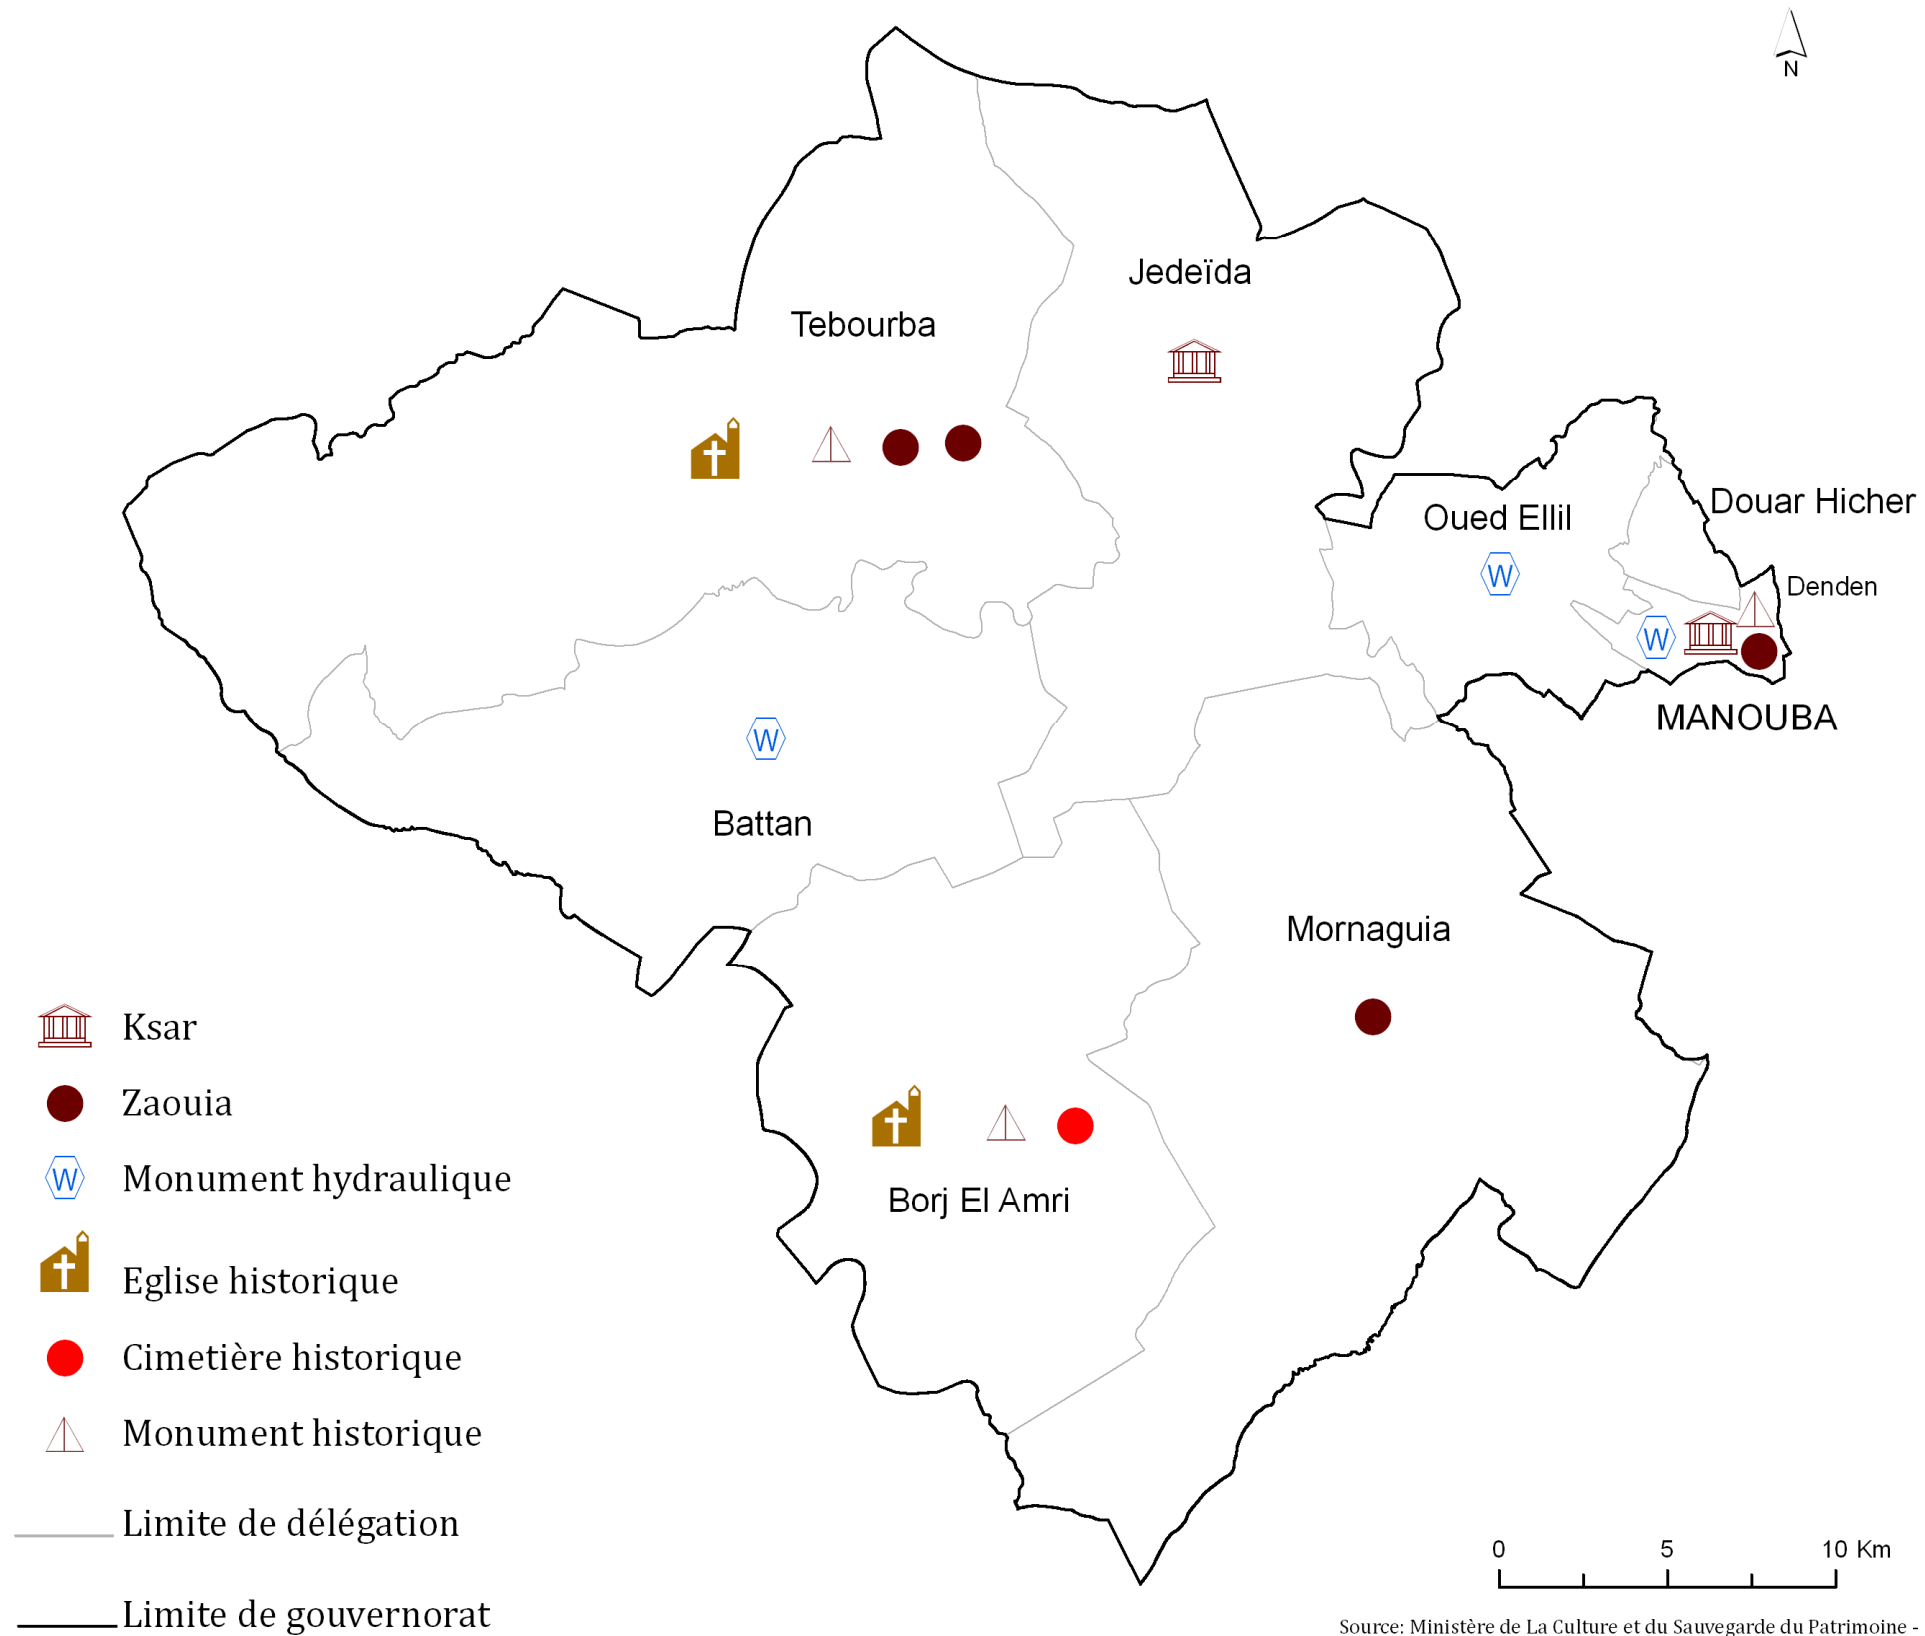 N
Jedeïda
Tebourba
Douar Hicher
Oued Ellil
W
Denden
W
MANOUBA
W
Battan
Mornaguia
Borj El Amri
Ksar
Zaouia
W Monument hydraulique
Eglise historique
Cimetière historique
Monument historique
Limite de délégation
Limite de gouvernorat
0 5 10 Km
Source: Ministère de La Culture et du Sauvegarde du Patrimoine -